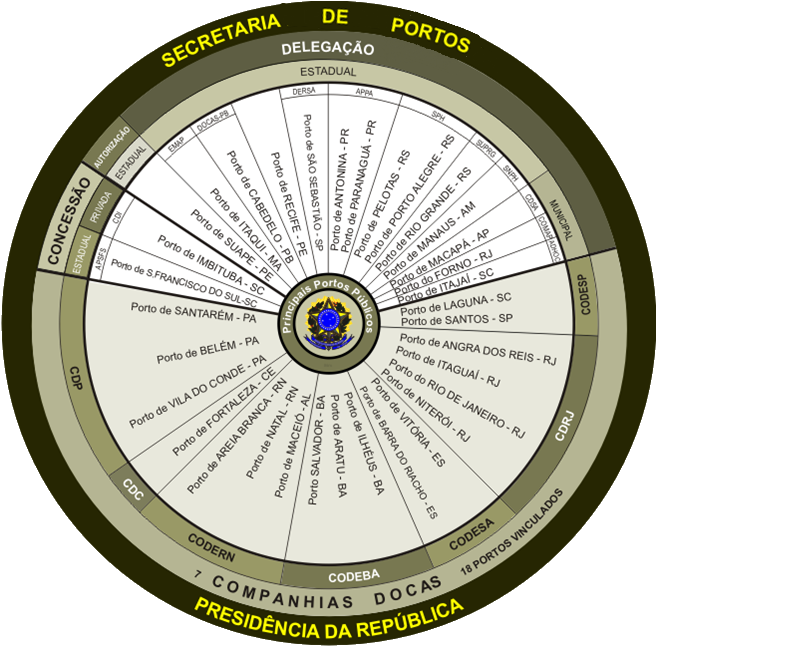 SECRETARIA DE PORTOS
DELEGAÇÃO
ESTADUAL
AUTORIZAÇÃO
ESTADUAL
EMAP
DOCAS-PB
DERSA
APPA
SPH
SUPRG
SNPH
CDSA
COMAP
ADHOC
MUNICIPAL
CONCESSÃO
PRIVADA
CDI
ESTADUAL
APSFS
Porto de S.FRANCISCO DO SUL-SC
Porto de IMBITUBA - SC
Porto de SUAPE - PE
Porto de ITAQUI - MA
Porto de CABEDELO - PB
Porto de RECIFE - PE
Porto de SÃO SEBASTIÃO - SP
Porto de ANTONINA - PR
Porto de PARANAGUÁ - PR
Porto de PELOTAS - RS
Porto de PORTO ALEGRE - RS
Porto de RIO GRANDE - RS
Porto de MANAUS - AM
Porto de MACAPÁ - AP
Porto do FORNO - RJ
Porto de ITAJAÍ - SC
Principais Portos Públicos
Porto de LAGUNA - SC
Porto de SANTOS - SP
CODESP
Porto de ANGRA DOS REIS - RJ
Porto de ITAGUAÍ - RJ
Porto do RIO DE JANEIRO - RJ
Porto de NITERÓI - RJ
CDRJ
Porto de VITÓRIA - ES
Porto de BARRA DO RIACHO - ES
CODESA
Porto de ILHÉUS - BA
Porto de ARATU - BA
Porto SALVADOR - BA
CODEBA
Porto de MACEIÓ - AL
Porto de NATAL - RN
Porto de AREIA BRANCA - RN
CODERN
Porto de FORTALEZA - CE
CDC
Porto de VILA DO CONDE - PA
Porto de BELÉM - PA
Porto de SANTARÉM - PA
CDP
7 COMPANHIAS DOCAS 18 PORTOS VINCULADOS
PRESIDÊNCIA DA REPÚBLICA